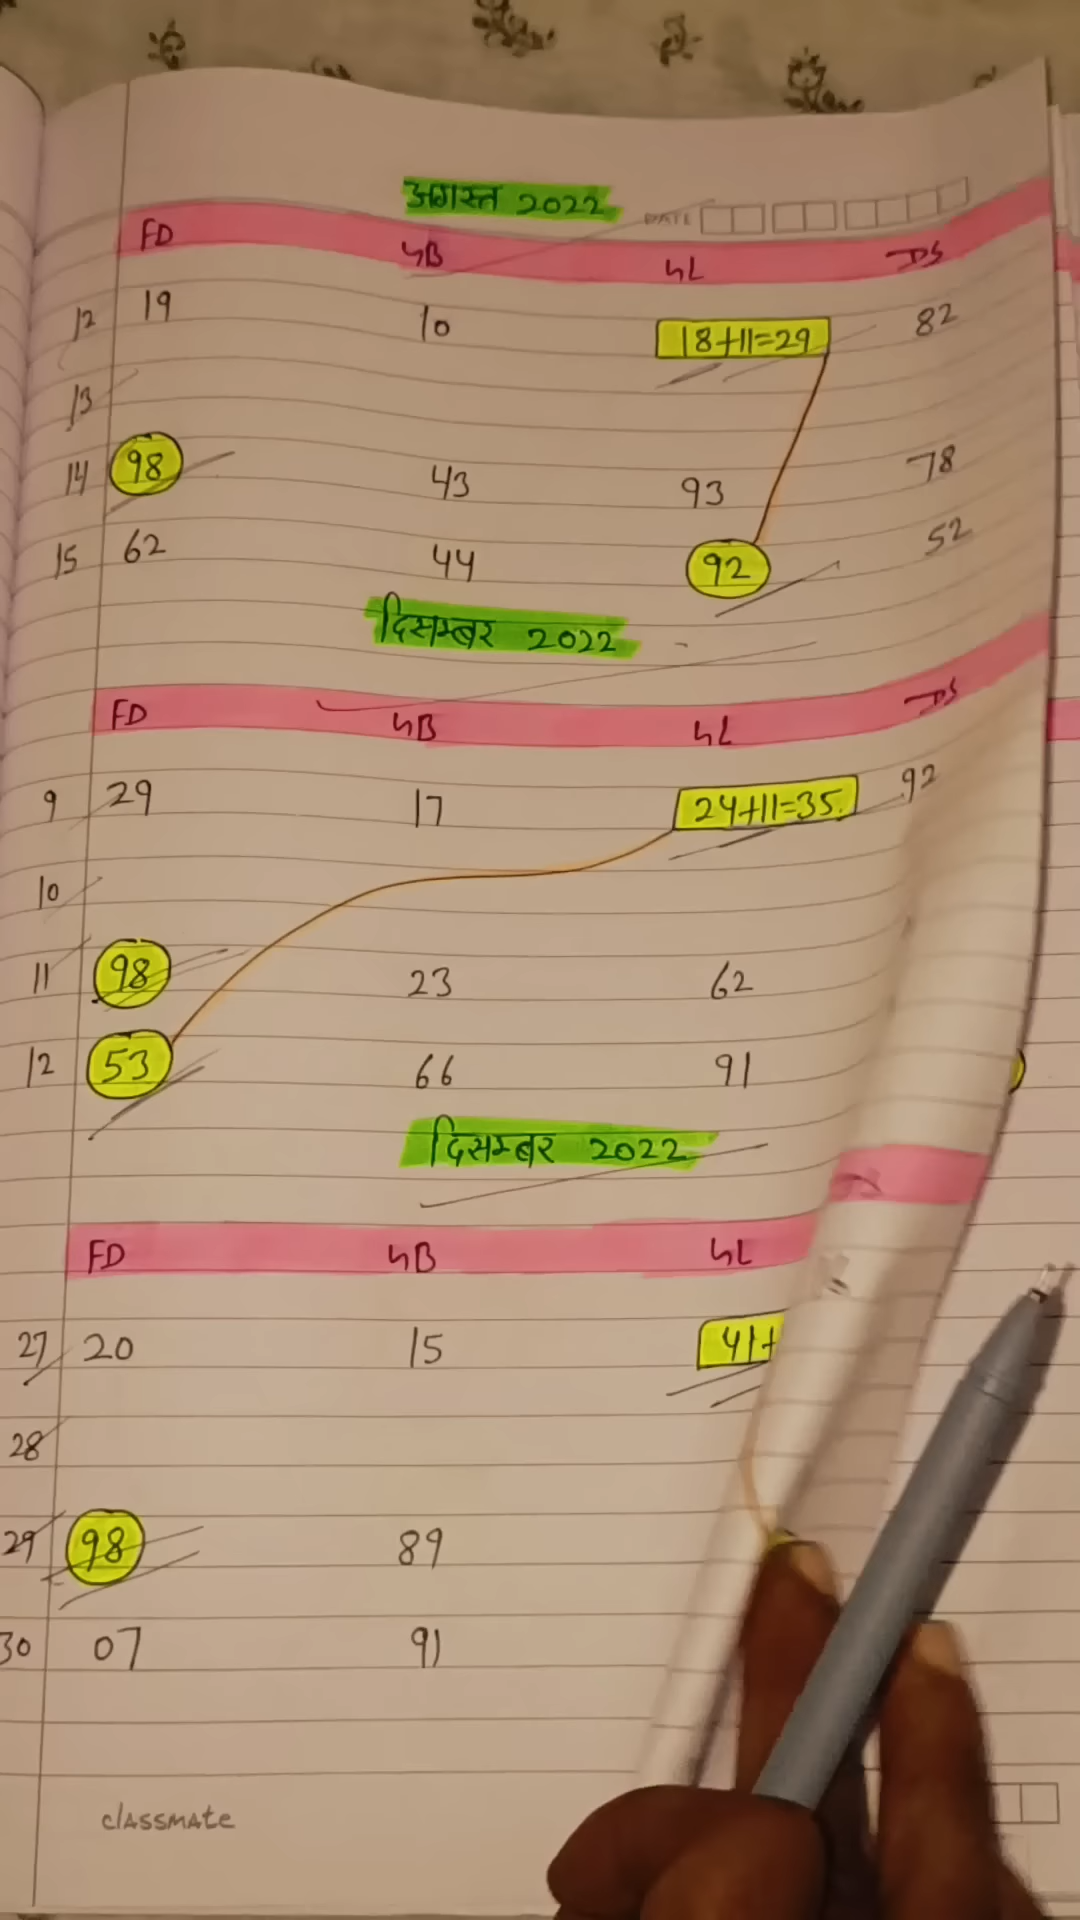 अगस्त 2022
DATE
FD GB GL DS
12 19 10 18+11=29 82
13
14 98 43 93 78
15 62 44 92 52
दिसम्बर 2022
FD GB GL DS
9 29 17 24+11=35 92
10
11 98 23 62
12 53 66 91
दिसम्बर 2022
FD GB GL DS
27 20 15 41+
28
29 98 89
30 07 91
classmate